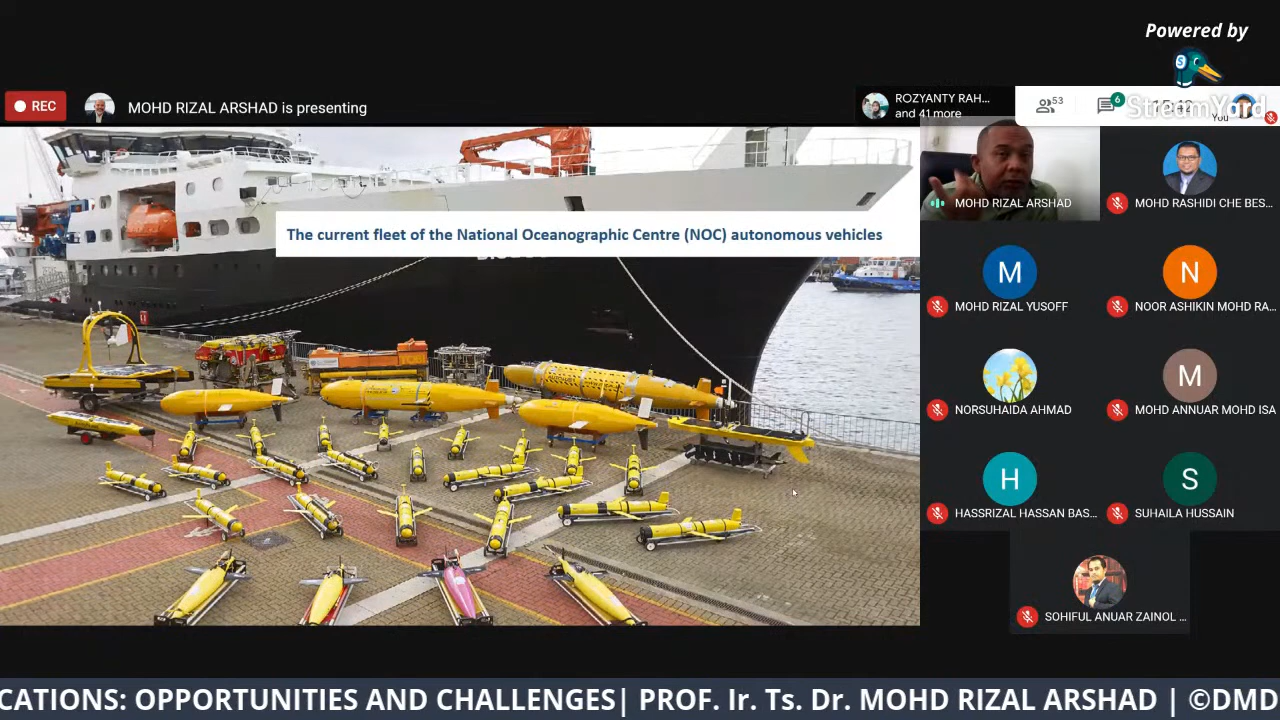 Powered by
StreamYard
REC
MOHD RIZAL ARSHAD is presenting
ROZYANTY RAH...
and 41 more
53
6
You
The current fleet of the National Oceanographic Centre (NOC) autonomous vehicles
MOHD RIZAL ARSHAD
MOHD RASHIDI CHE BES...
M
MOHD RIZAL YUSOFF
N
NOOR ASHIKIN MOHD RA...
NORSUHAIDA AHMAD
M
MOHD ANNUAR MOHD ISA
H
HASSRIZAL HASSAN BAS...
S
SUHAILA HUSSAIN
SOHIFUL ANUAR ZAINOL ...
CATIONS: OPPORTUNITIES AND CHALLENGES| PROF. Ir. Ts. Dr. MOHD RIZAL ARSHAD | ©DMD